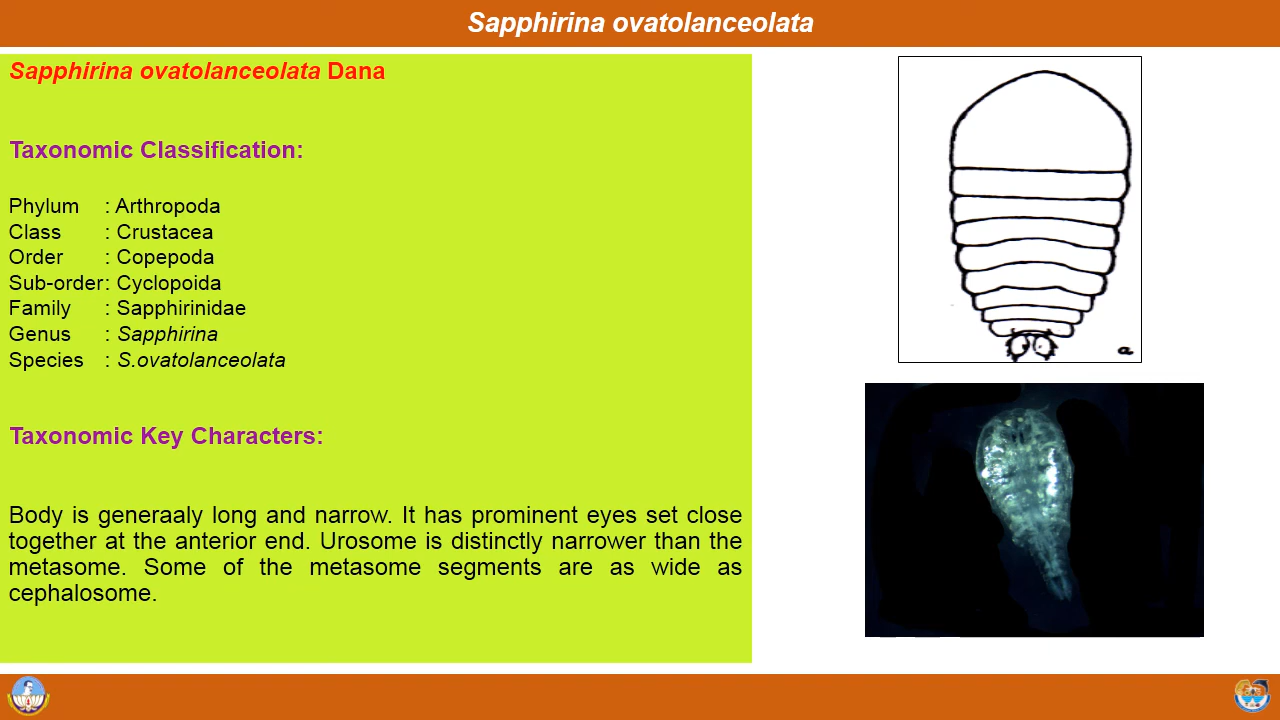 Sapphirina ovatolanceolata
Sapphirina ovatolanceolata Dana
Taxonomic Classification:
Phylum : Arthropoda
Class : Crustacea
Order : Copepoda
Sub-order: Cyclopoida
Family : Sapphirinidae
Genus : Sapphirina
Species : S.ovatolanceolata
Taxonomic Key Characters:
Body is generaaly long and narrow. It has prominent eyes set close
together at the anterior end. Urosome is distinctly narrower than the
metasome. Some of the metasome segments are as wide as
cephalosome.
a